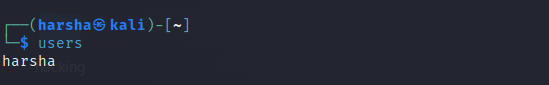 ┌──(harsha㉿kali)-[~]
└─$ users
harsha